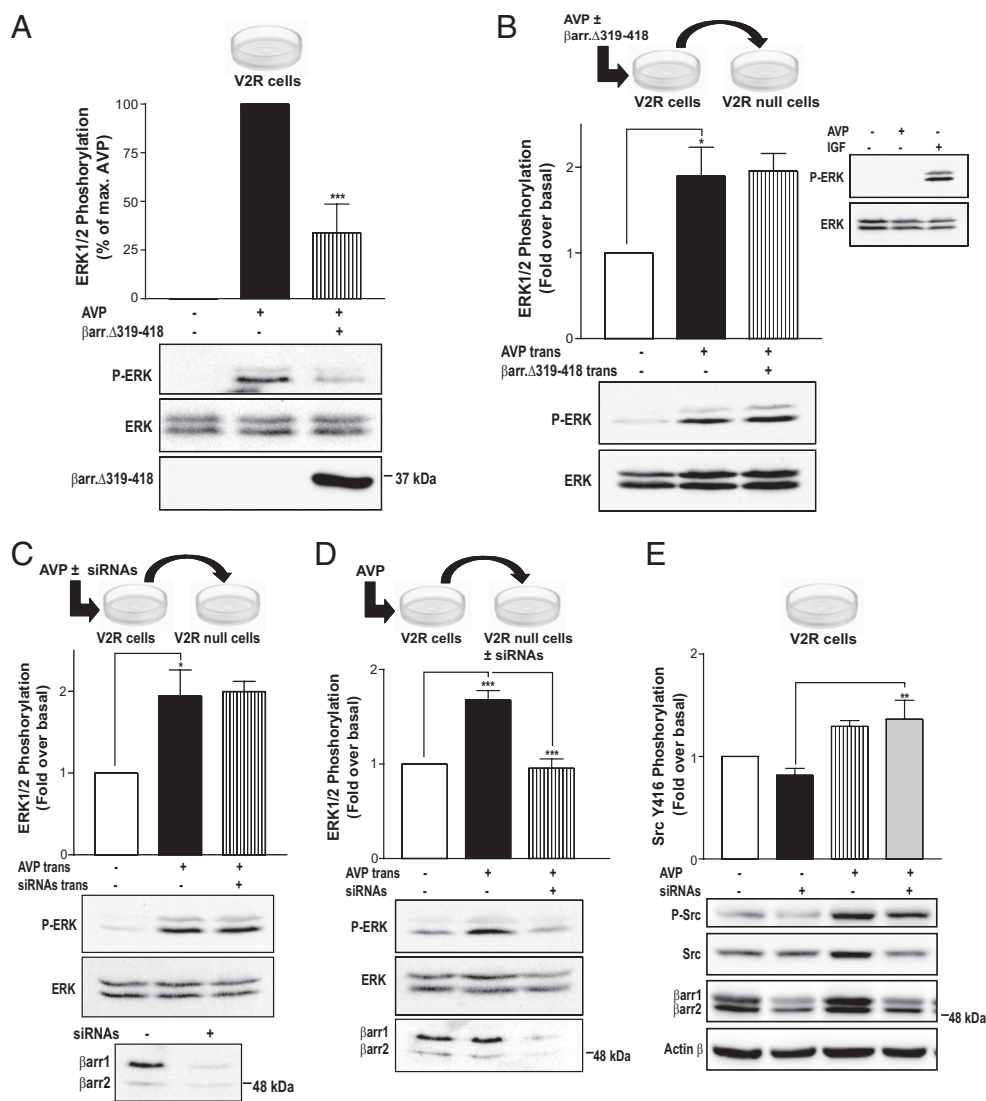 A
V2R cells
ERK1/2 Phoshorylation
(% of max. AVP)
100
75
50
25
0
***
AVP - + +
βarr.Δ319-418 - - +
P-ERK
ERK
βarr.Δ319-418
37 kDa
B
AVP ±
βarr.Δ319-418
V2R cells V2R null cells
ERK1/2 Phoshorylation
(Fold over basal)
2
1
0
*
AVP trans - + +
βarr.Δ319-418 trans - - +
P-ERK
ERK
AVP - + -
IGF - - +
P-ERK
ERK
C
AVP ± siRNAs
V2R cells V2R null cells
ERK1/2 Phoshorylation
(Fold over basal)
2
1
0
*
AVP trans - + +
siRNAs trans - - +
P-ERK
ERK
siRNAs - +
βarr1
βarr2
48 kDa
D
AVP
V2R cells V2R null cells
± siRNAs
ERK1/2 Phoshorylation
(Fold over basal)
2
1
0
***
***
AVP trans - + +
siRNAs - - +
P-ERK
ERK
βarr1
βarr2
48 kDa
E
V2R cells
Src Y416 Phoshorylation
(Fold over basal)
2
1
0
**
AVP - - + +
siRNAs - + - +
P-Src
Src
βarr1
βarr2
48 kDa
Actin β